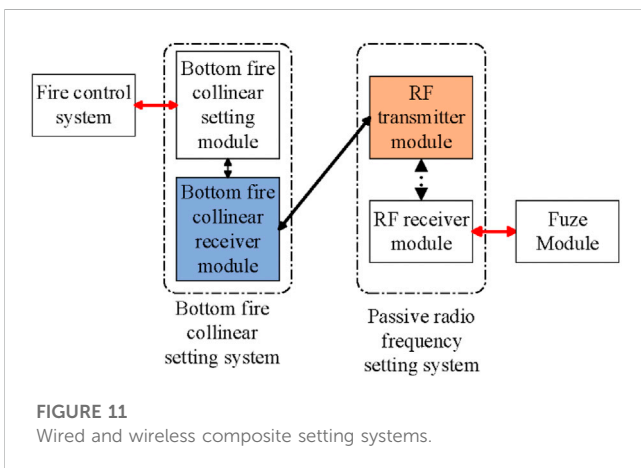 Fire control
system
Bottom fire
collinear
setting
module
Bottom fire
collinear
receiver
module
Bottom fire
collinear
setting system
RF
transmitter
module
RF receiver
module
Fuze
Module
Passive radio
frequency
setting system
FIGURE 11
Wired and wireless composite setting systems.